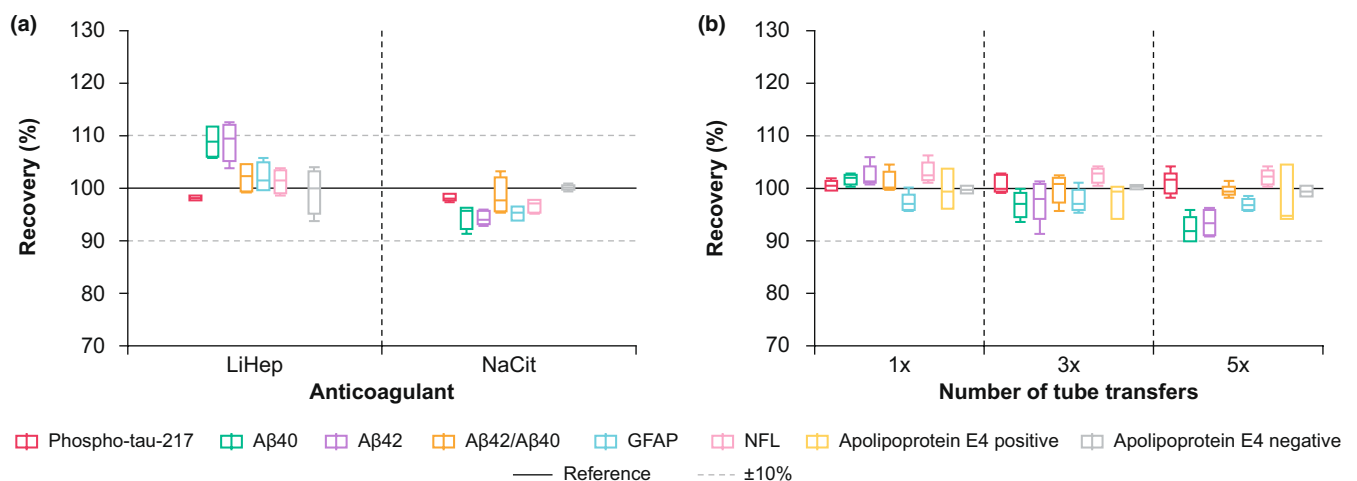 (a)
130
120
110
100
90
80
70
Recovery (%)
LiHep NaCit
Anticoagulant
(b)
130
120
110
100
90
80
70
Recovery (%)
1x 3x 5x
Number of tube transfers
Phospho-tau-217 Aβ40 Aβ42 Aβ42/Aβ40 GFAP NFL Apolipoprotein E4 positive Apolipoprotein E4 negative
Reference ±10%